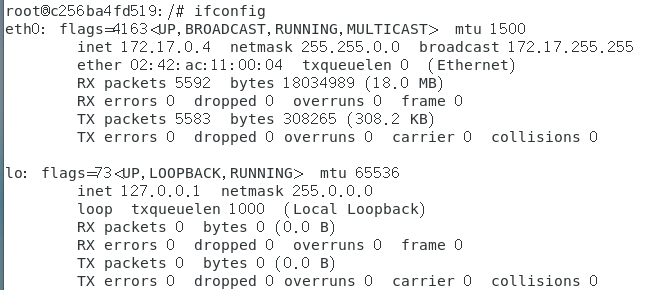 root@c256ba4fd519:/# ifconfig
eth0: flags=4163<UP,BROADCAST,RUNNING,MULTICAST>  mtu 1500
        inet 172.17.0.4  netmask 255.255.0.0  broadcast 172.17.255.255
        ether 02:42:ac:11:00:04  txqueuelen 0  (Ethernet)
        RX packets 5592  bytes 18034989 (18.0 MB)
        RX errors 0  dropped 0  overruns 0  frame 0
        TX packets 5583  bytes 308265 (308.2 KB)
        TX errors 0  dropped 0 overruns 0  carrier 0  collisions 0

lo: flags=73<UP,LOOPBACK,RUNNING>  mtu 65536
        inet 127.0.0.1  netmask 255.0.0.0
        loop  txqueuelen 1000  (Local Loopback)
        RX packets 0  bytes 0 (0.0 B)
        RX errors 0  dropped 0  overruns 0  frame 0
        TX packets 0  bytes 0 (0.0 B)
        TX errors 0  dropped 0 overruns 0  carrier 0  collisions 0